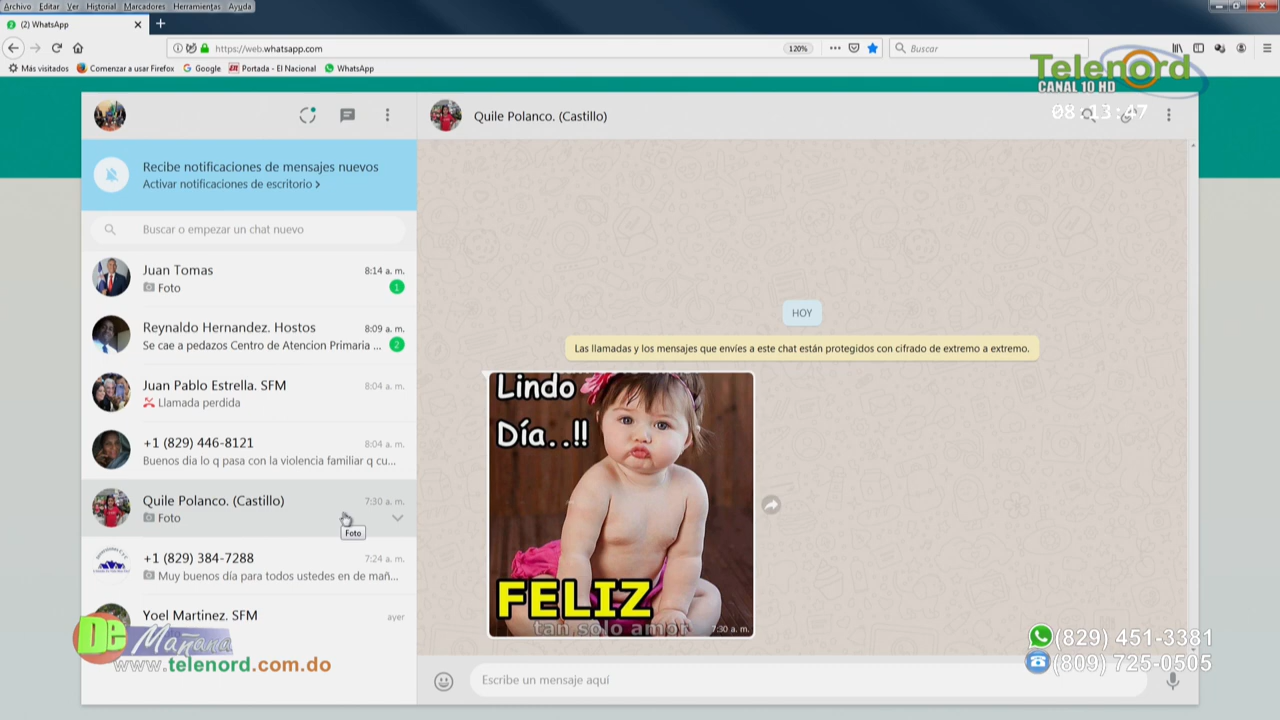 Archivo Editar Ver Historial Marcadores Herramientas Ayuda
2 (2) WhatsApp
https://web.whatsapp.com 120% Buscar
Más visitados Comenzar a usar Firefox Google Portada - El Nacional WhatsApp
Telenord
CANAL 10 HD
08:13:47
Quile Polanco. (Castillo)
Recibe notificaciones de mensajes nuevos
Activar notificaciones de escritorio
Buscar o empezar un chat nuevo
Juan Tomas 8:14 a. m.
Foto 1
Reynaldo Hernandez. Hostos 8:09 a. m.
Se cae a pedazos Centro de Atencion Primaria ... 2
Juan Pablo Estrella. SFM 8:04 a. m.
Llamada perdida
+1 (829) 446-8121 8:04 a. m.
Buenos dia lo q pasa con la violencia familiar q cu...
Quile Polanco. (Castillo) 7:30 a. m.
Foto
Foto
+1 (829) 384-7288 7:24 a. m.
Muy buenos día para todos ustedes en de mañ...
Yoel Martinez. SFM ayer
De Mañana
www.telenord.com.do
HOY
Las llamadas y los mensajes que envíes a este chat están protegidos con cifrado de extremo a extremo.
Lindo
Día..!!
FELIZ
tan solo amor 7:30 a. m.
Escribe un mensaje aquí
(829) 451-3381
(809) 725-0505